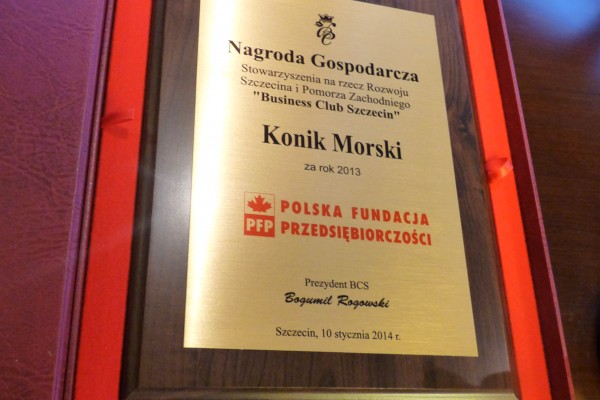 Nagroda Gospodarcza
Stowarzyszenia na rzecz Rozwoju
Szczecina i Pomorza Zachodniego
"Business Club Szczecin"
Konik Morski
za rok 2013
PFP
POLSKA FUNDACJA
PRZEDSIĘBIORCZOŚCI
Prezydent BCS
Bogumił Rogowski
Szczecin, 10 stycznia 2014 r.